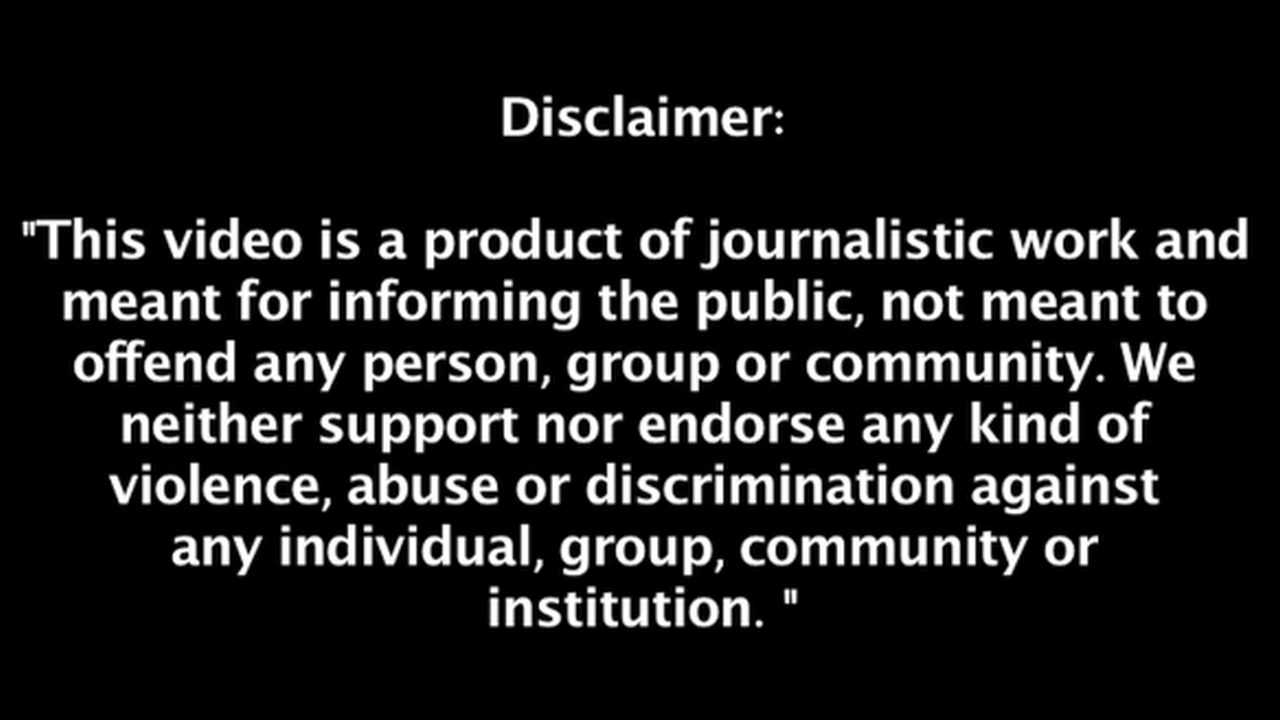 Disclaimer:
"This video is a product of journalistic work and
meant for informing the public, not meant to
offend any person, group or community. We
neither support nor endorse any kind of
violence, abuse or discrimination against
any individual, group, community or
institution. "